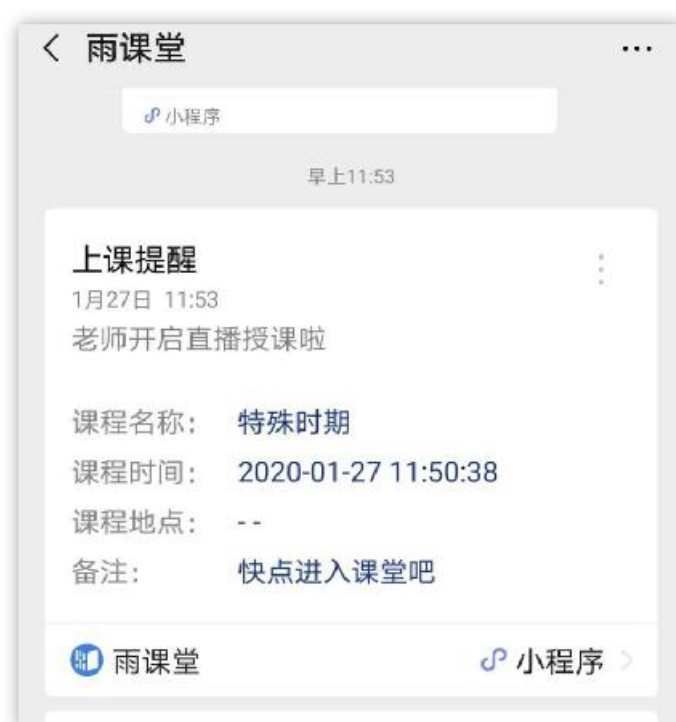 雨课堂
小程序
早上11:53
上课提醒
1月27日 11:53
老师开启直播授课啦
课程名称: 特殊时期
课程时间: 2020-01-27 11:50:38
课程地点: --
备注: 快点进入课堂吧
雨课堂 小程序